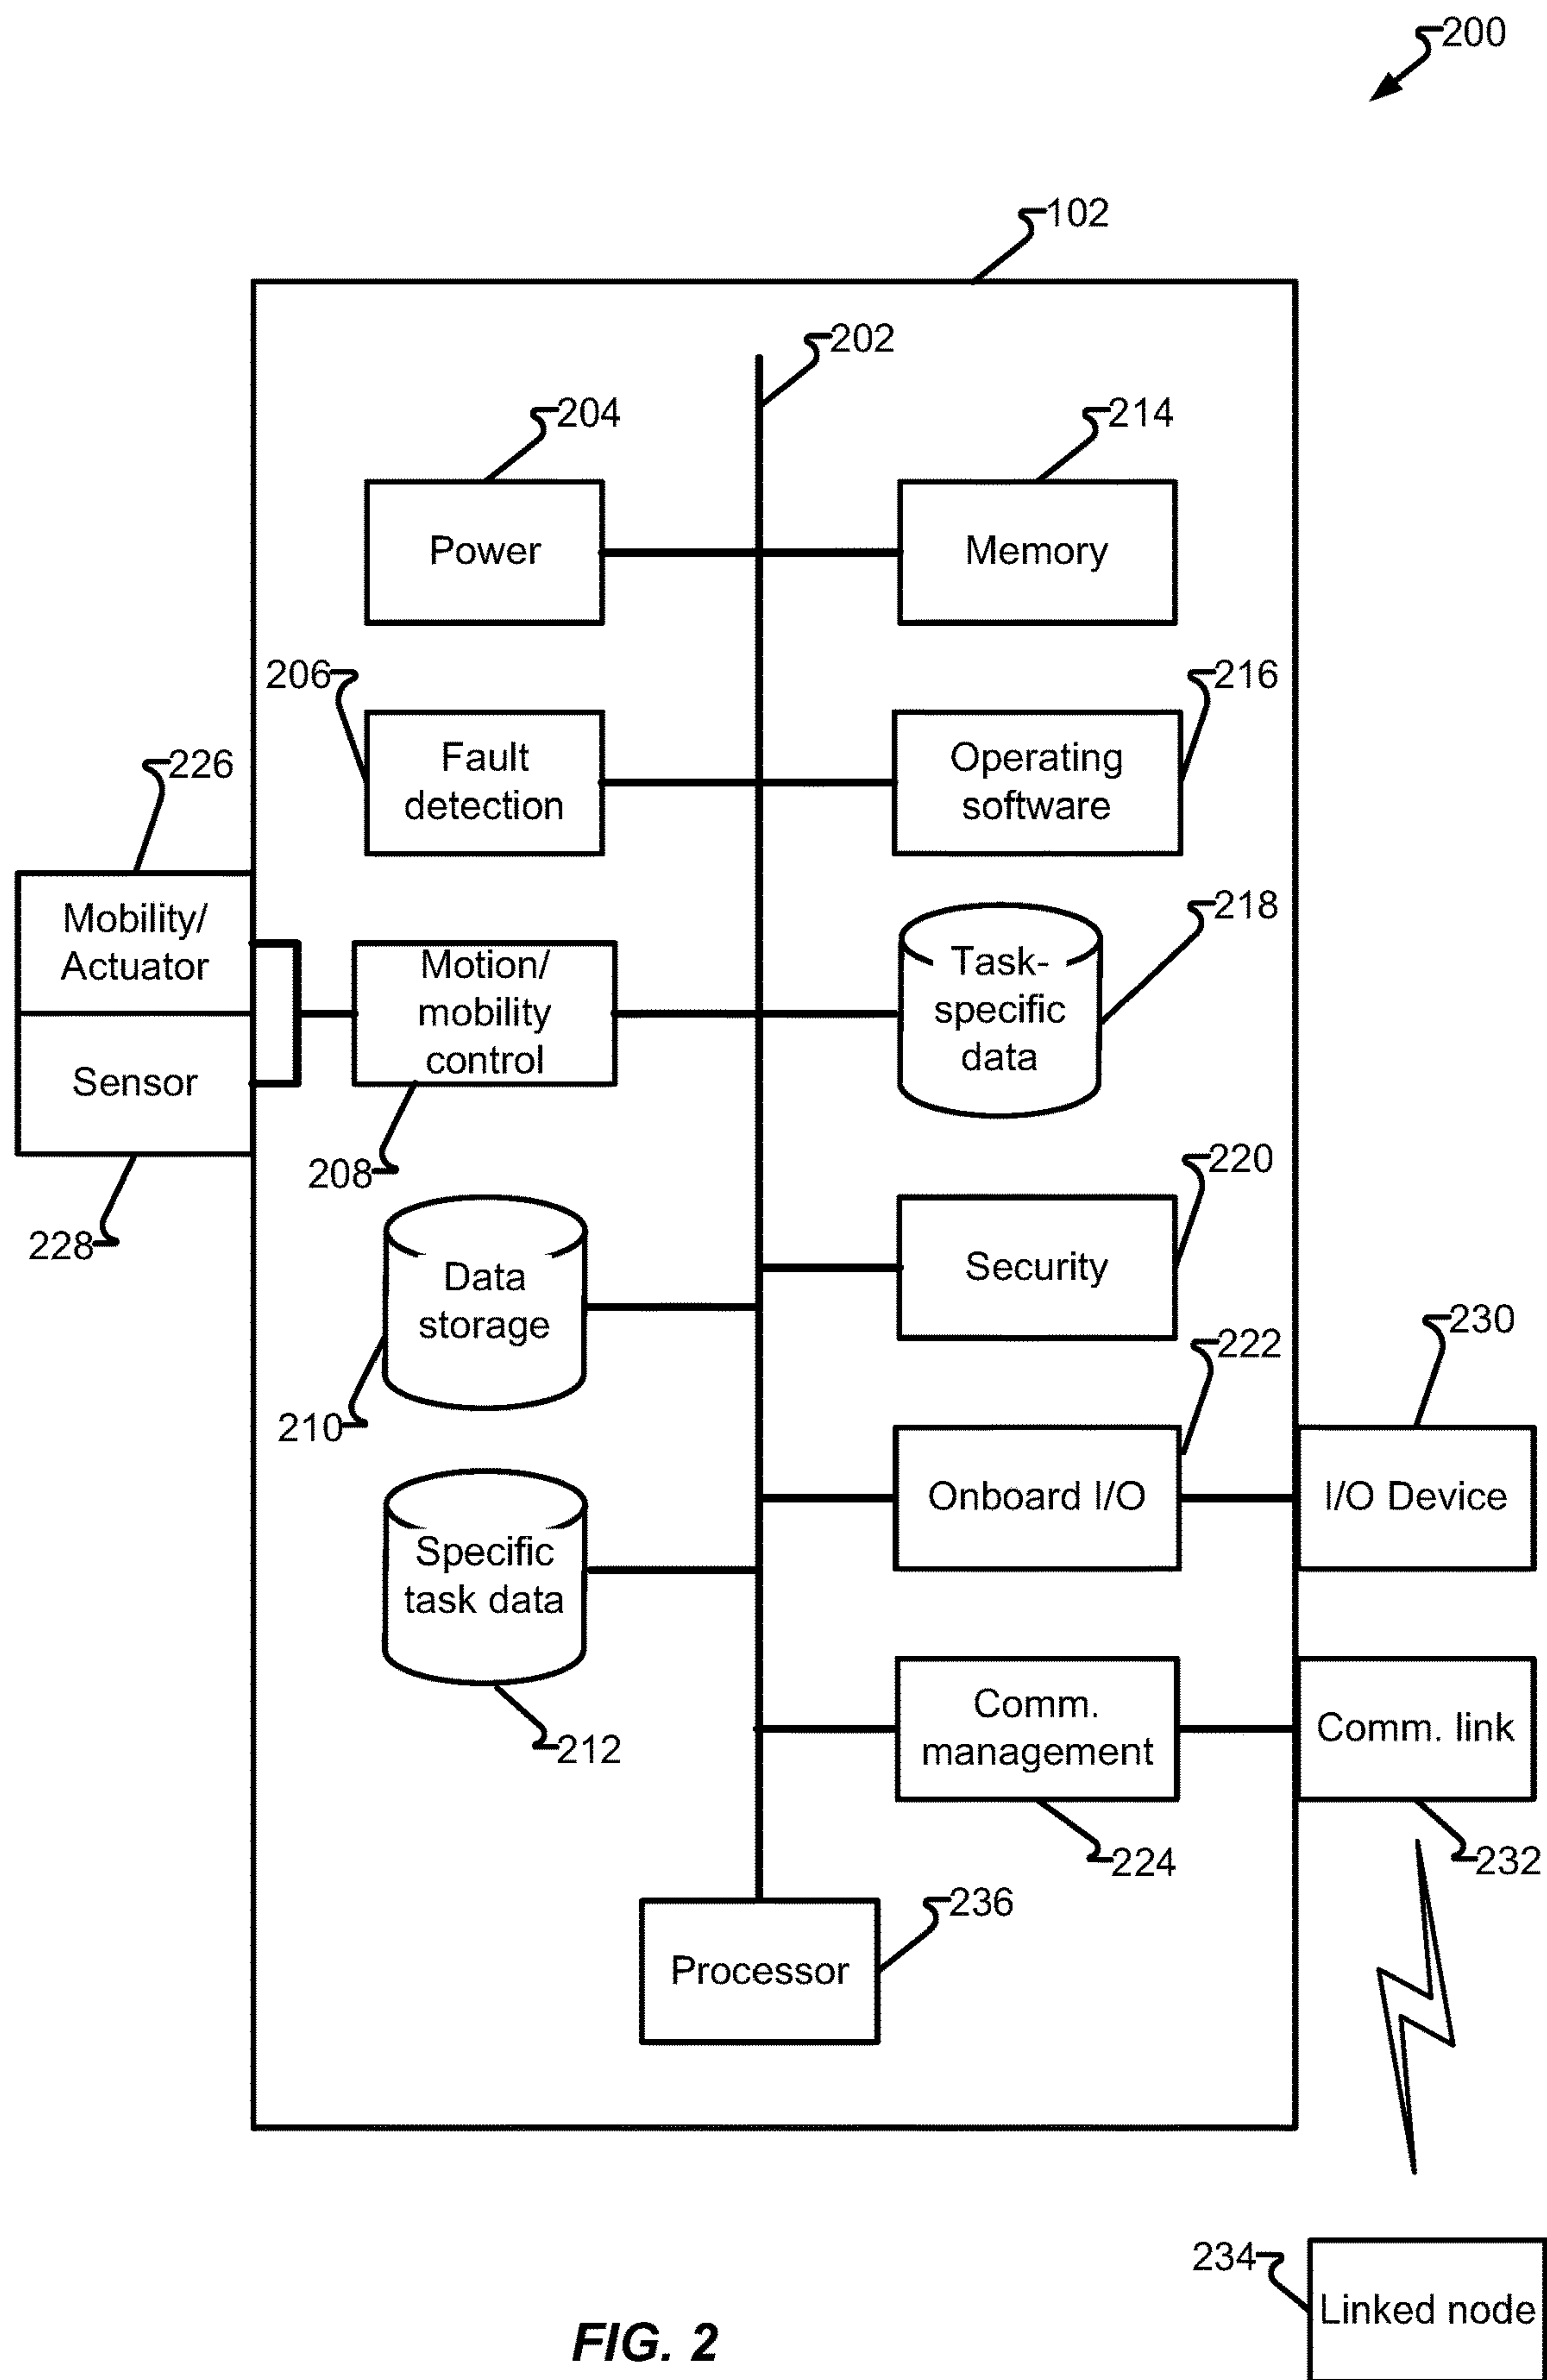 200
102
202
204
214
Power
Memory
206
216
Fault
detection
Operating
software
226
Mobility/
Actuator
Motion/
mobility
control
218
Task-
specific
data
Sensor
208
228
220
Security
Data
storage
210
222
230
Onboard I/O
I/O Device
Specific
task data
212
Comm.
management
Comm. link
224
232
236
Processor
234
Linked node
FIG. 2